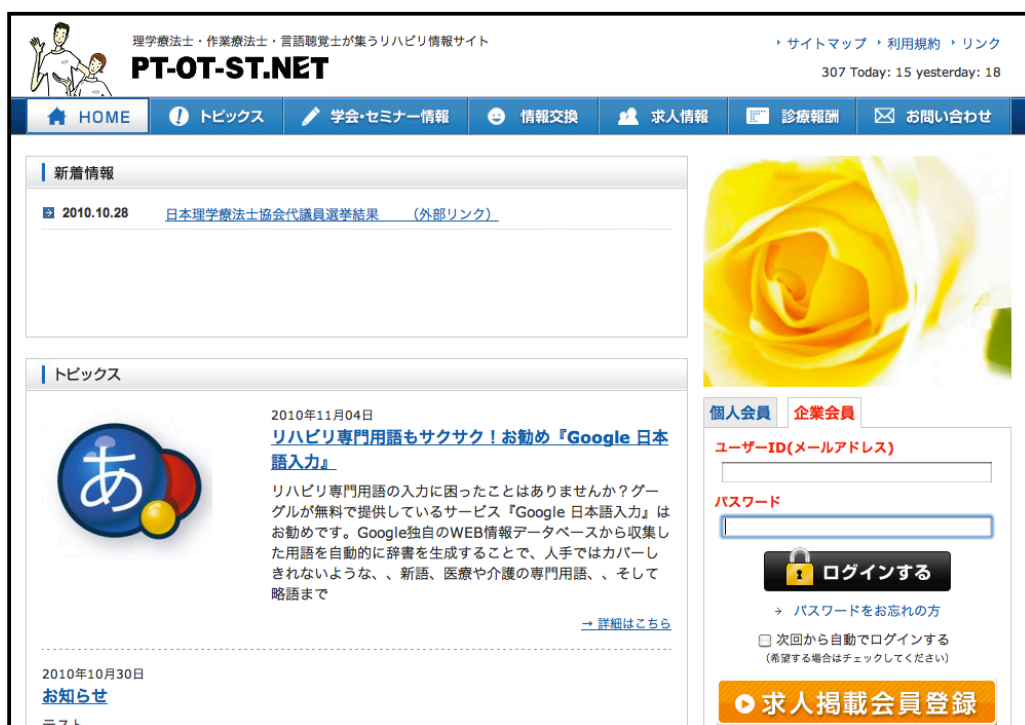 理学療法士・作業療法士・言語聴覚士が集うリハビリ情報サイト
PT-OT-ST.NET
サイトマップ 利用規約 リンク
307 Today: 15 yesterday: 18
HOME トピックス 学会・セミナー情報 情報交換 求人情報 診療報酬 お問い合わせ
新着情報
2010.10.28 日本理学療法士協会代議員選挙結果 (外部リンク)
トピックス
あ
2010年11月04日
リハビリ専門用語もサクサク！お勧め『Google 日本
語入力』
リハビリ専門用語の入力に困ったことはありませんか？グー
グルが無料で提供しているサービス『Google 日本語入力』は
お勧めです。Google独自のWEB情報データベースから収集し
た用語を自動的に辞書を生成することで、人手ではカバーし
きれないような、、新語、医療や介護の専門用語、、そして
略語まで
→ 詳細はこちら
2010年10月30日
お知らせ
テスト
個人会員 企業会員
ユーザーID(メールアドレス)
パスワード
ログインする
パスワードをお忘れの方
次回から自動でログインする
(希望する場合はチェックしてください)
求人掲載会員登録